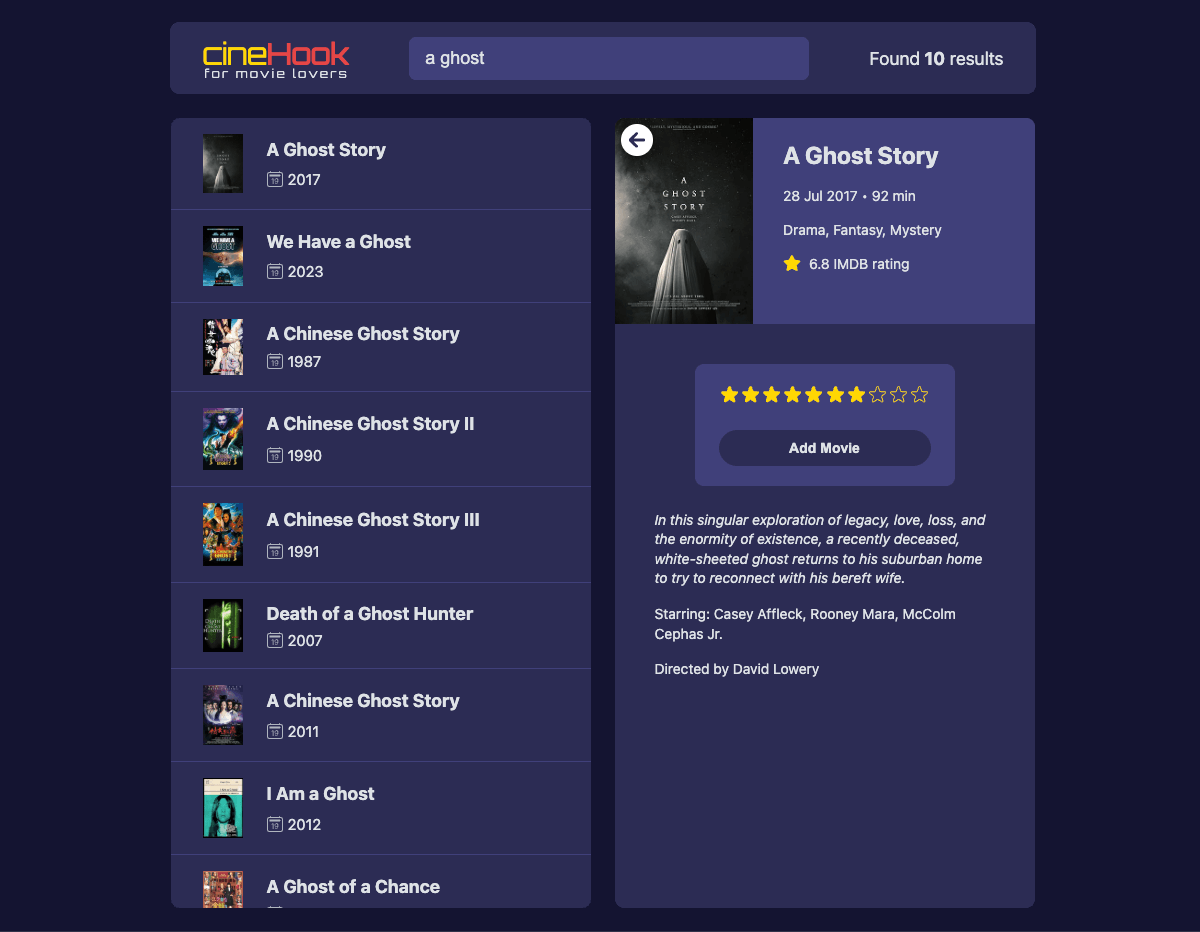 cineHook
for movie lovers
a ghost
Found 10 results
A Ghost Story
2017
We Have a Ghost
2023
A Chinese Ghost Story
1987
A Chinese Ghost Story II
1990
A Chinese Ghost Story III
1991
Death of a Ghost Hunter
2007
A Chinese Ghost Story
2011
I Am a Ghost
2012
A Ghost of a Chance
A
GHOST
STORY
A Ghost Story
28 Jul 2017 • 92 min
Drama, Fantasy, Mystery
6.8 IMDB rating
Add Movie
In this singular exploration of legacy, love, loss, and
the enormity of existence, a recently deceased,
white-sheeted ghost returns to his suburban home
to try to reconnect with his bereft wife.
Starring: Casey Affleck, Rooney Mara, McColm
Cephas Jr.
Directed by David Lowery